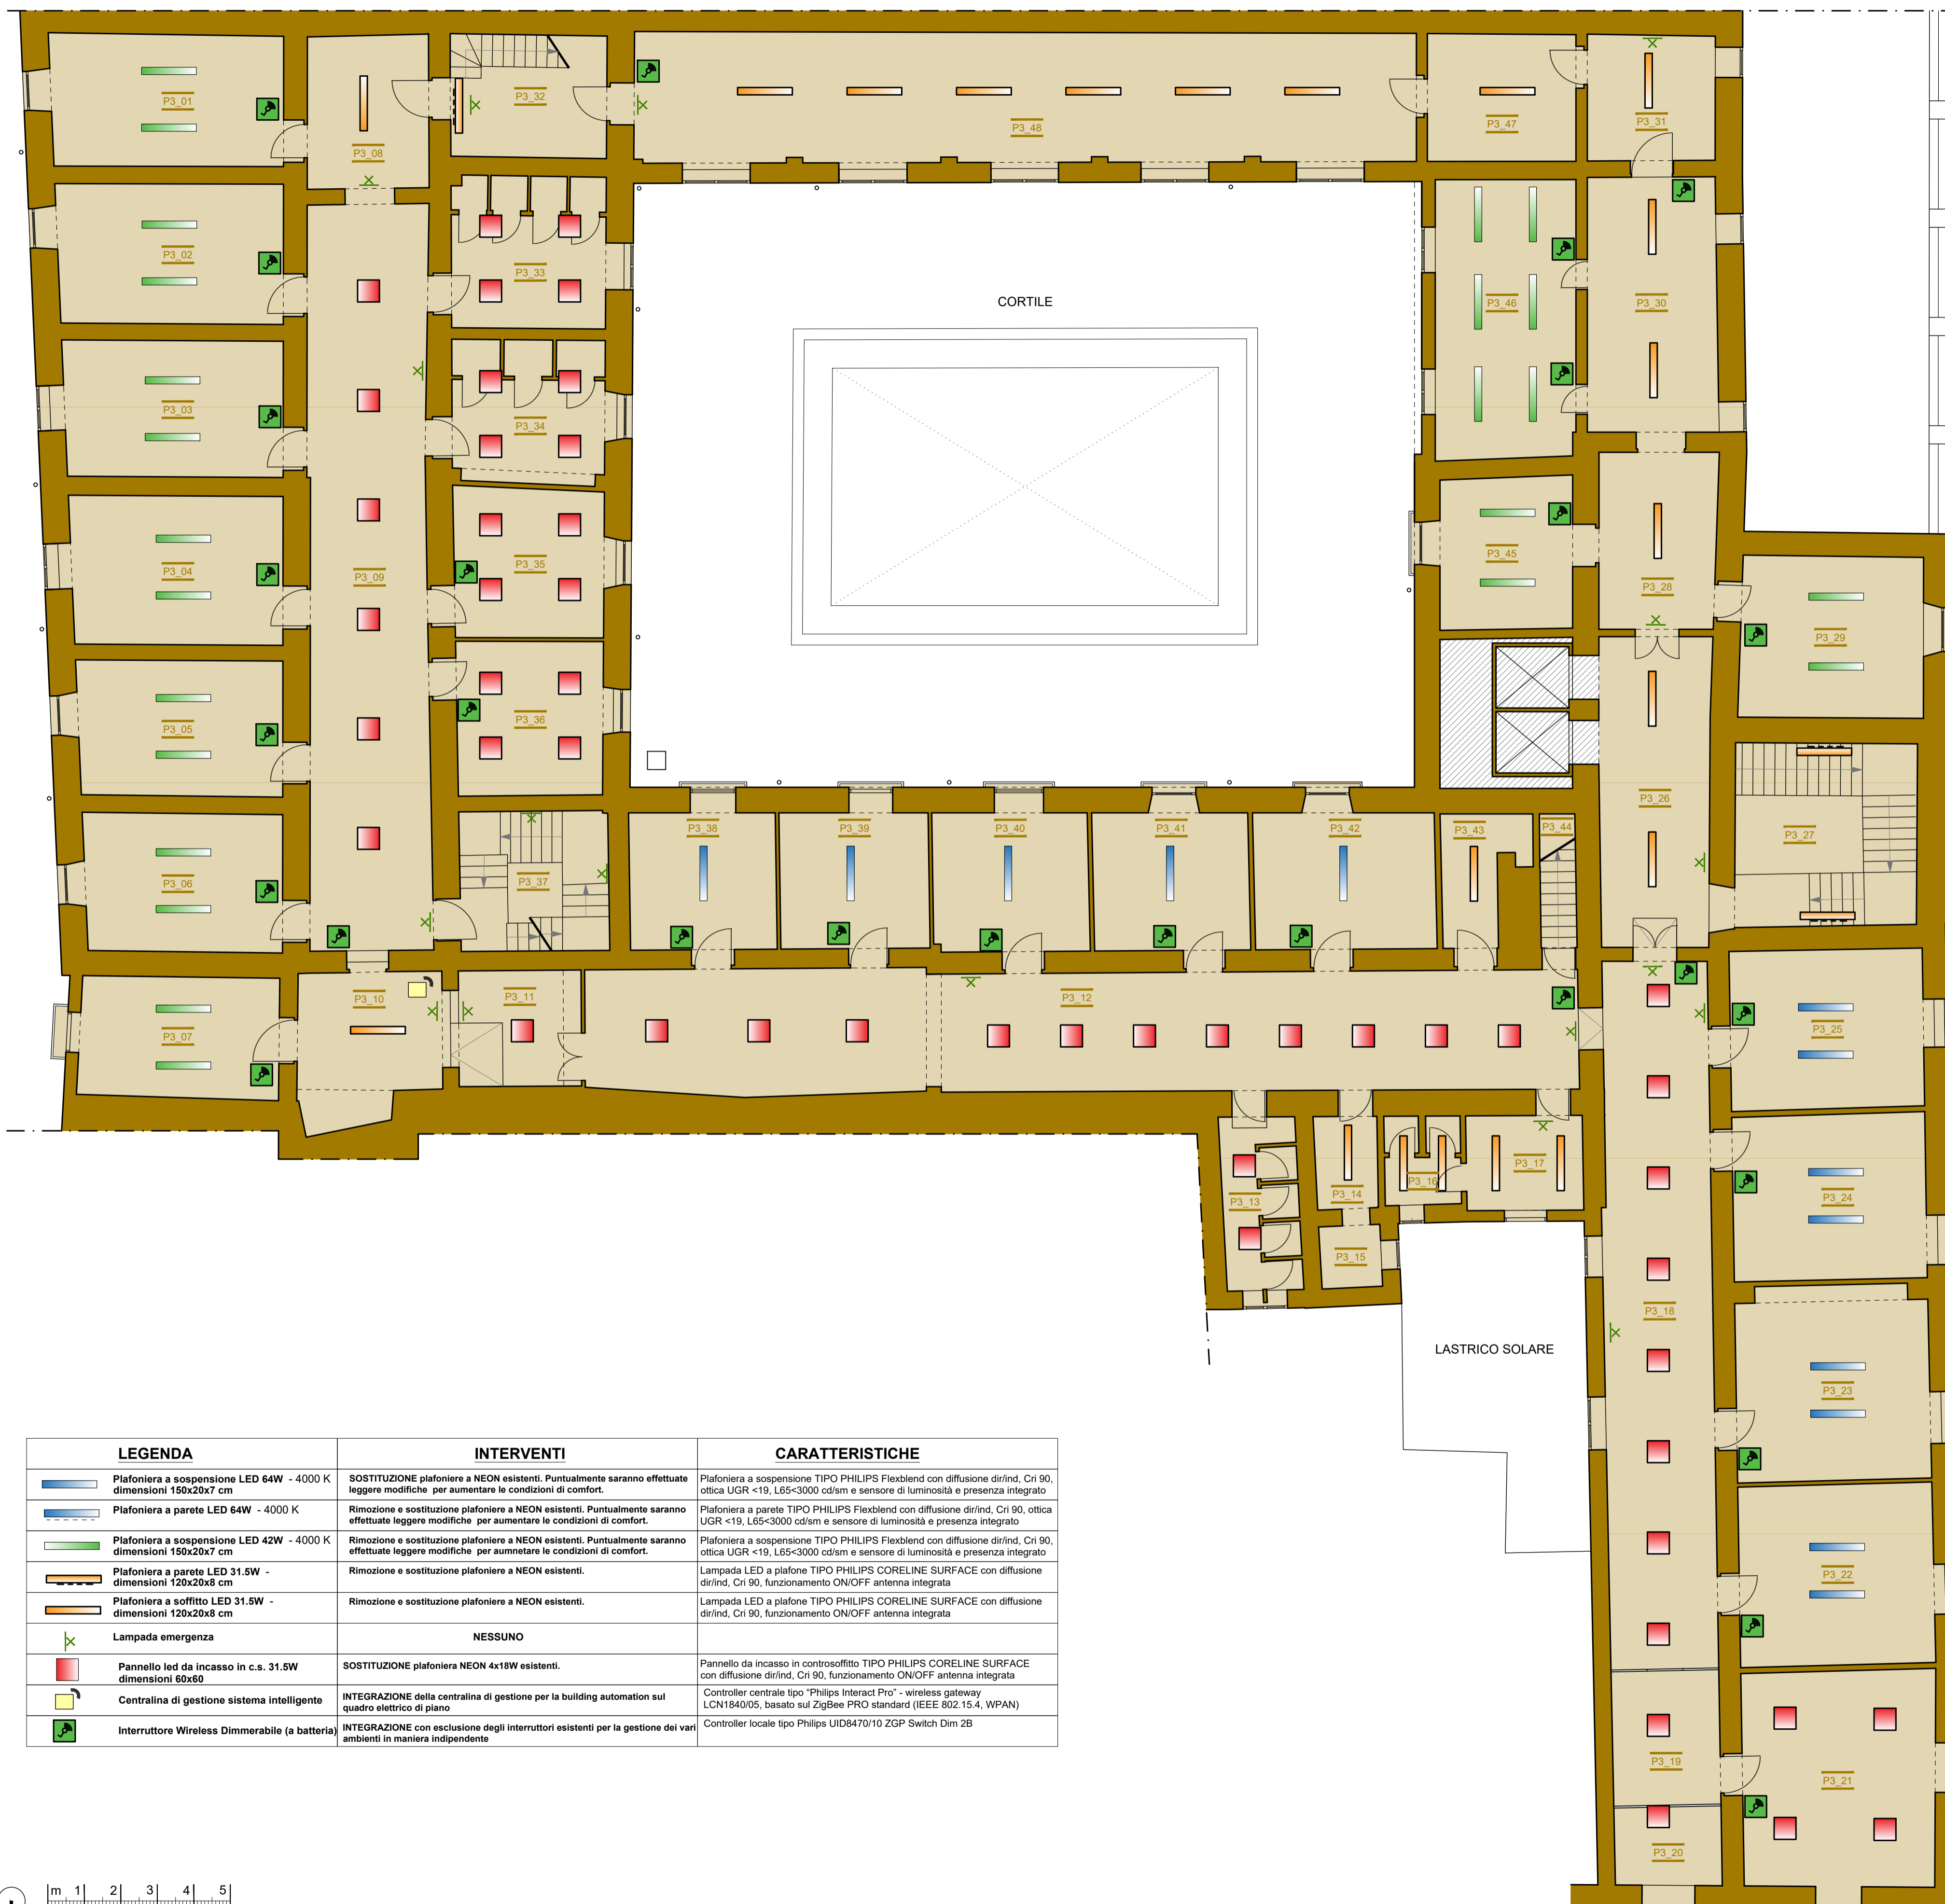 P3_01
P3_08
P3_32
P3_48
P3_47
P3_31
P3_02
P3_33
CORTILE
P3_46
P3_30
P3_03
P3_34
P3_04
P3_09
P3_35
P3_45
P3_28
P3_29
P3_05
P3_36
P3_26
P3_27
P3_06
P3_37
P3_38
P3_39
P3_40
P3_41
P3_42
P3_43
P3_44
P3_07
P3_10
P3_11
P3_12
P3_25
P3_13
P3_14
P3_16
P3_17
P3_24
P3_15
P3_18
LASTRICO SOLARE
P3_23
P3_22
P3_19
P3_21
P3_20
LEGENDA
INTERVENTI
CARATTERISTICHE
Plafoniera a sospensione LED 64W - 4000 K
dimensioni 150x20x7 cm
SOSTITUZIONE plafoniere a NEON esistenti. Puntualmente saranno effettuate
leggere modifiche per aumentare le condizioni di comfort.
Plafoniera a sospensione TIPO PHILIPS Flexblend con diffusione dir/ind, Cri 90,
ottica UGR <19, L65<3000 cd/sm e sensore di luminosità e presenza integrato
Plafoniera a parete LED 64W - 4000 K
Rimozione e sostituzione plafoniere a NEON esistenti. Puntualmente saranno
effettuate leggere modifiche per aumentare le condizioni di comfort.
Plafoniera a parete TIPO PHILIPS Flexblend con diffusione dir/ind, Cri 90, ottica
UGR <19, L65<3000 cd/sm e sensore di luminosità e presenza integrato
Plafoniera a sospensione LED 42W - 4000 K
dimensioni 150x20x7 cm
Rimozione e sostituzione plafoniere a NEON esistenti. Puntualmente saranno
effettuate leggere modifiche per aumnetare le condizioni di comfort.
Plafoniera a sospensione TIPO PHILIPS Flexblend con diffusione dir/ind, Cri 90,
ottica UGR <19, L65<3000 cd/sm e sensore di luminosità e presenza integrato
Plafoniera a parete LED 31.5W -
dimensioni 120x20x8 cm
Rimozione e sostituzione plafoniere a NEON esistenti.
Lampada LED a plafone TIPO PHILIPS CORELINE SURFACE con diffusione
dir/ind, Cri 90, funzionamento ON/OFF antenna integrata
Plafoniera a soffitto LED 31.5W -
dimensioni 120x20x8 cm
Rimozione e sostituzione plafoniere a NEON esistenti.
Lampada LED a plafone TIPO PHILIPS CORELINE SURFACE con diffusione
dir/ind, Cri 90, funzionamento ON/OFF antenna integrata
Lampada emergenza
NESSUNO
Pannello led da incasso in c.s. 31.5W
dimensioni 60x60
SOSTITUZIONE plafoniera NEON 4x18W esistenti.
Pannello da incasso in controsoffitto TIPO PHILIPS CORELINE SURFACE
con diffusione dir/ind, Cri 90, funzionamento ON/OFF antenna integrata
Centralina di gestione sistema intelligente
INTEGRAZIONE della centralina di gestione per la building automation sul
quadro elettrico di piano
Controller centrale tipo “Philips Interact Pro” - wireless gateway
LCN1840/05, basato sul ZigBee PRO standard (IEEE 802.15.4, WPAN)
Interruttore Wireless Dimmerabile (a batteria)
INTEGRAZIONE con esclusione degli interruttori esistenti per la gestione dei vari
ambienti in maniera indipendente
Controller locale tipo Philips UID8470/10 ZGP Switch Dim 2B
m 1 2 3 4 5